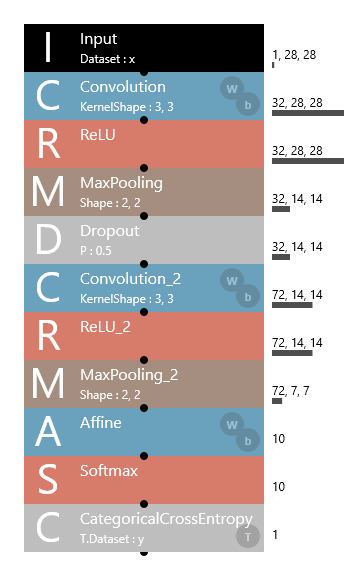 I Input 1, 28, 28
Dataset : x
C Convolution W b 32, 28, 28
KernelShape : 3, 3
R ReLU 32, 28, 28
M MaxPooling 32, 14, 14
Shape : 2, 2
D Dropout 32, 14, 14
P : 0.5
C Convolution_2 W b 72, 14, 14
KernelShape : 3, 3
R ReLU_2 72, 14, 14
M MaxPooling_2 72, 7, 7
Shape : 2, 2
A Affine W b 10
S Softmax 10
C CategoricalCrossEntropy T 1
T.Dataset : y